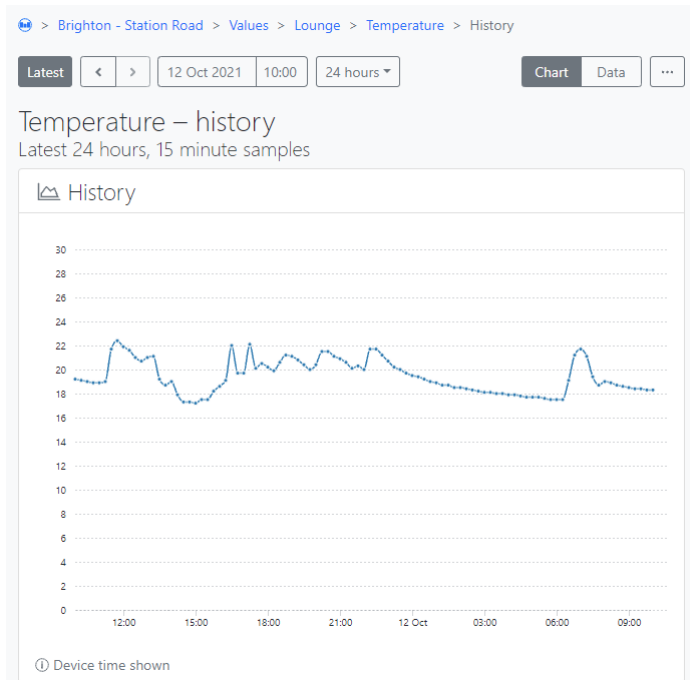 > Brighton - Station Road > Values > Lounge > Temperature > History
Latest < > 12 Oct 2021 10:00 24 hours Chart Data ...
Temperature – history
Latest 24 hours, 15 minute samples
History
30
28
26
24
22
20
18
16
14
12
10
8
6
4
2
0
12:00 15:00 18:00 21:00 12 Oct 03:00 06:00 09:00
Device time shown